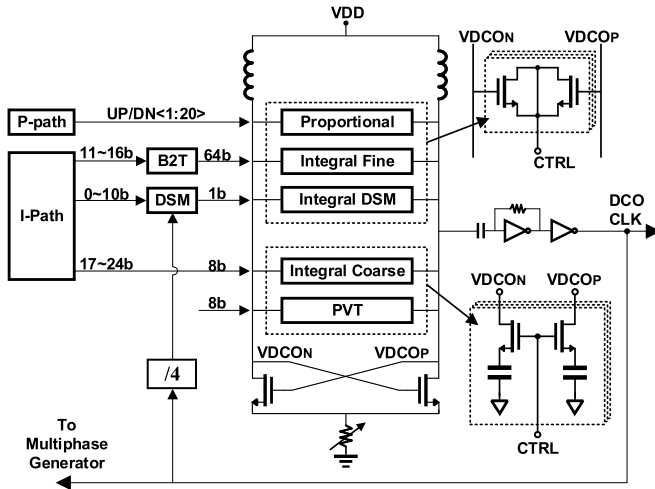 VDD
VDCON
VDCOP
P-path
UP/DN<1:20>
Proportional
CTRL
I-Path
11~16b
B2T
64b
Integral Fine
0~10b
DSM
1b
Integral DSM
DCO
CLK
17~24b
8b
Integral Coarse
8b
PVT
VDCON
VDCOP
VDCON
VDCOP
/4
To
Multiphase
Generator
CTRL